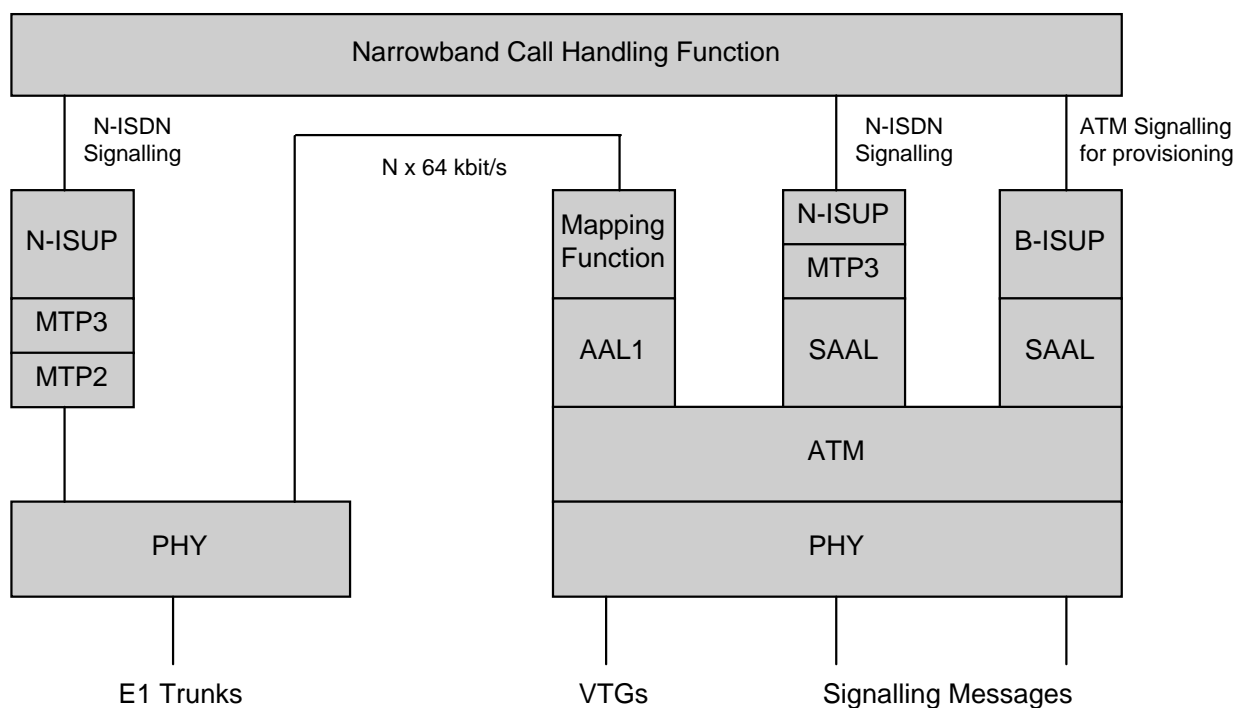 Narrowband Call Handling Function
N-ISDN
Signalling
N x 64 kbit/s
N-ISDN
Signalling
ATM Signalling
for provisioning
N-ISUP
MTP3
MTP2
Mapping
Function
AAL1
N-ISUP
MTP3
SAAL
B-ISUP
SAAL
ATM
PHY
PHY
E1 Trunks
VTGs
Signalling Messages